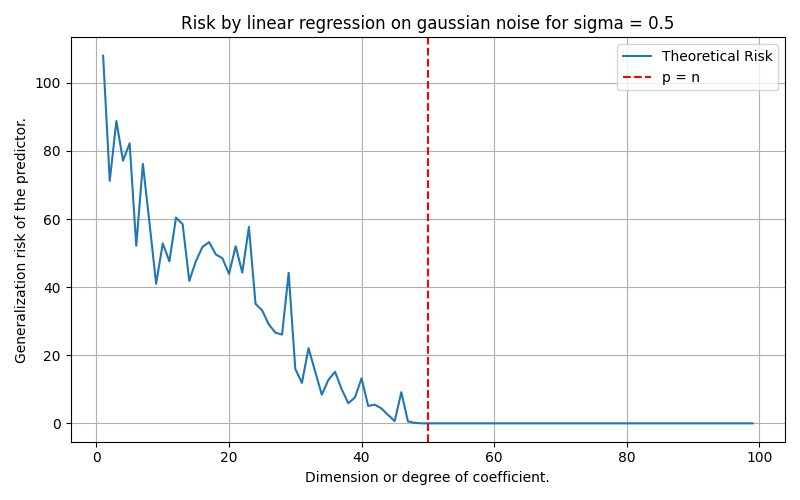 Risk by linear regression on gaussian noise for sigma = 0.5
Generalization risk of the predictor.
100
80
60
40
20
0
Theoretical Risk
p = n
0 20 40 60 80 100
Dimension or degree of coefficient.